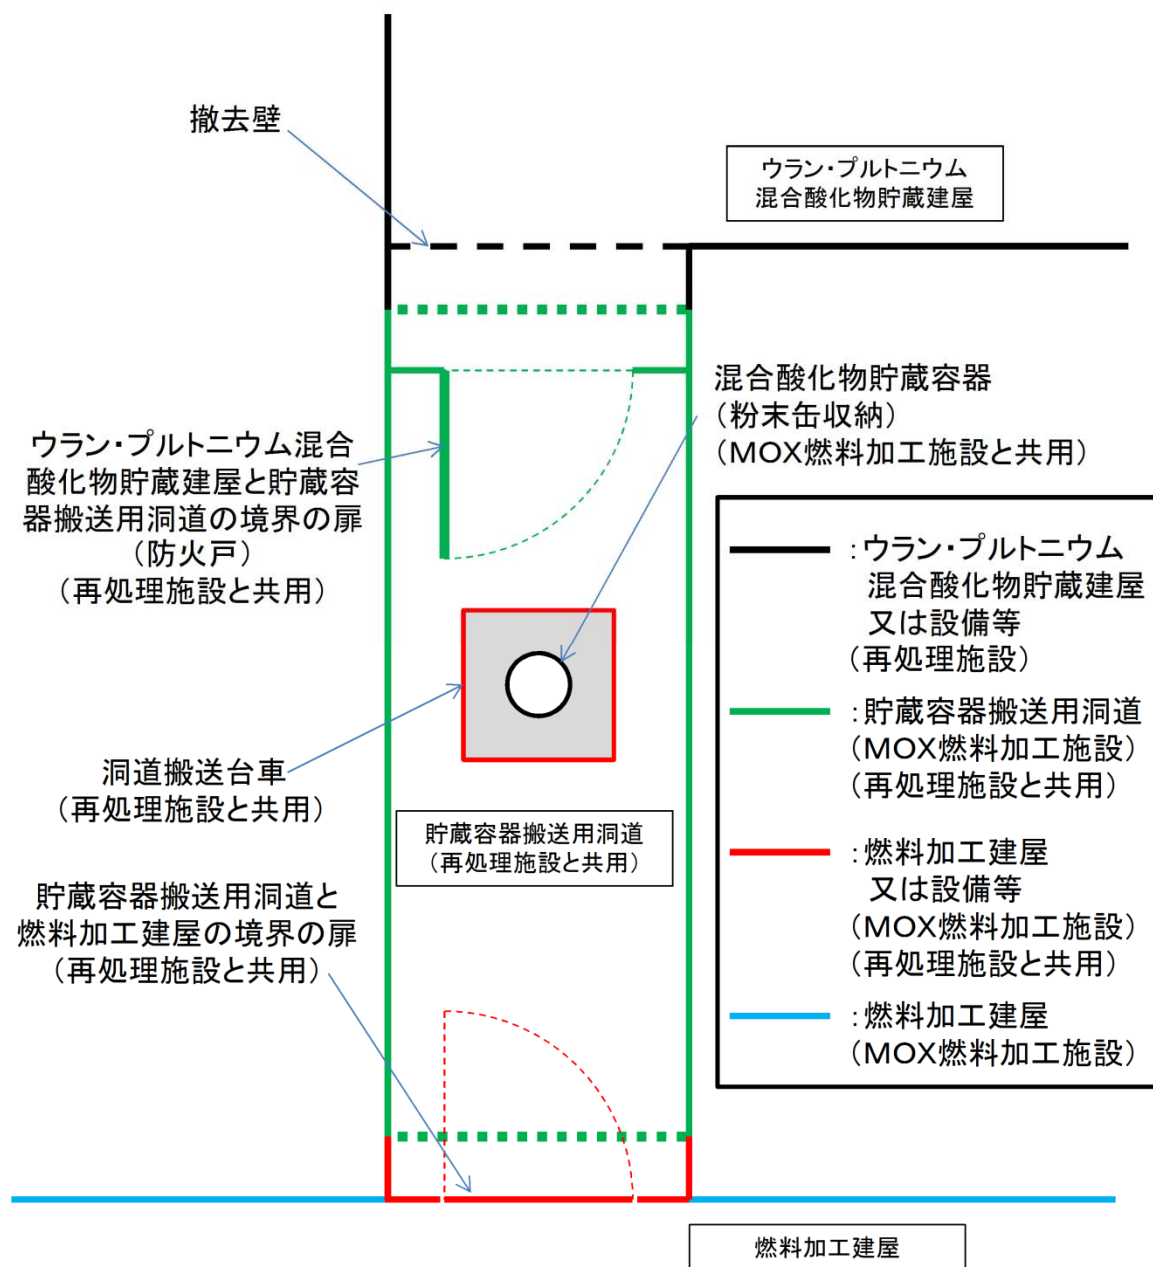 撤去壁
ウラン・プルトニウム
混合酸化物貯蔵建屋
混合酸化物貯蔵容器
（粉末缶収納）
（MOX燃料加工施設と共用）
ウラン・プルトニウム混合
酸化物貯蔵建屋と貯蔵容
器搬送用洞道の境界の扉
（防火戸）
（再処理施設と共用）
洞道搬送台車
（再処理施設と共用）
貯蔵容器搬送用洞道
（再処理施設と共用）
貯蔵容器搬送用洞道と
燃料加工建屋の境界の扉
（再処理施設と共用）
：ウラン・プルトニウム
混合酸化物貯蔵建屋
又は設備等
（再処理施設）
：貯蔵容器搬送用洞道
（MOX燃料加工施設）
（再処理施設と共用）
：燃料加工建屋
又は設備等
（MOX燃料加工施設）
（再処理施設と共用）
：燃料加工建屋
（MOX燃料加工施設）
燃料加工建屋